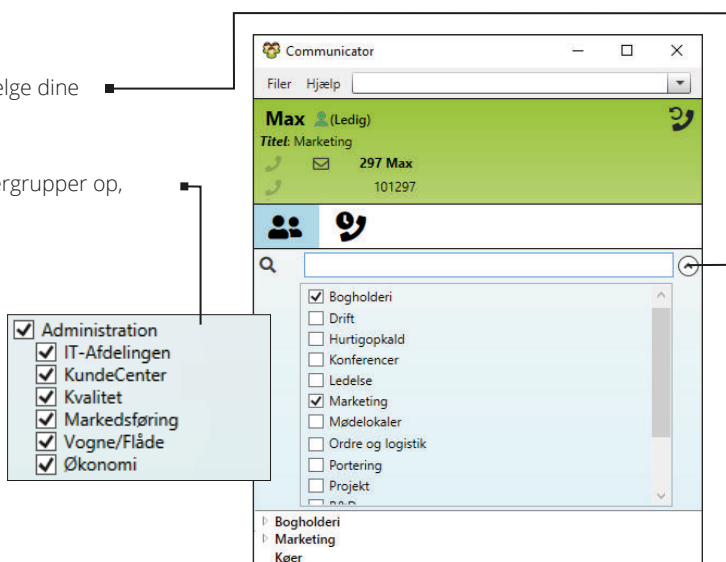 elge dine
ergrupper op,
Administration
IT-Afdelingen
KundeCenter
Kvalitet
Markedsføring
Vogne/Flåde
Økonomi
Communicator
Filer Hjælp
Max (Ledig)
Titel: Marketing
297 Max
101297
Bogholderi
Drift
Hurtigopkald
Konferencer
Ledelse
Marketing
Mødelokaler
Ordre og logistik
Portering
Projekt
Bogholderi
Marketing
Køer